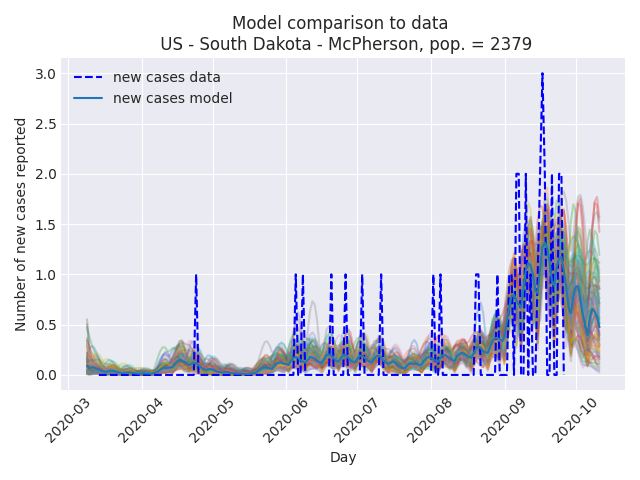 Model comparison to data
US - South Dakota - McPherson, pop. = 2379
new cases data
new cases model
Number of new cases reported
3.0
2.5
2.0
1.5
1.0
0.5
0.0
2020-03
2020-04
2020-05
2020-06
2020-07
2020-08
2020-09
2020-10
Day